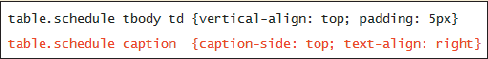 table.schedule tbody td {vertical-align: top; padding: 5px}
table.schedule caption {caption-side: top; text-align: right}